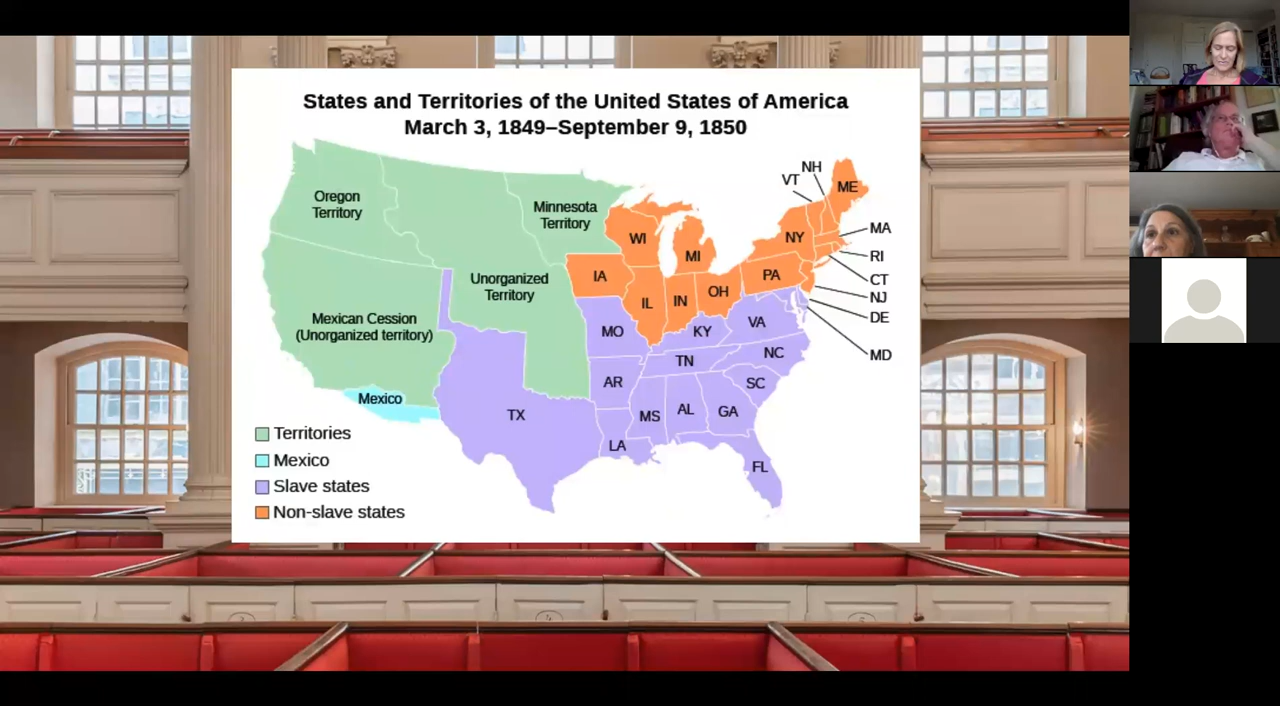 States and Territories of the United States of America
March 3, 1849–September 9, 1850
NH
VT
ME
Oregon
Territory
Minnesota
Territory
MA
WI
NY
RI
MI
Unorganized
Territory
IA
PA
CT
OH
NJ
IL
IN
DE
Mexican Cession
(Unorganized territory)
MO
KY
VA
MD
NC
TN
AR
SC
Mexico
TX
MS
AL
GA
LA
FL
Territories
Mexico
Slave states
Non-slave states